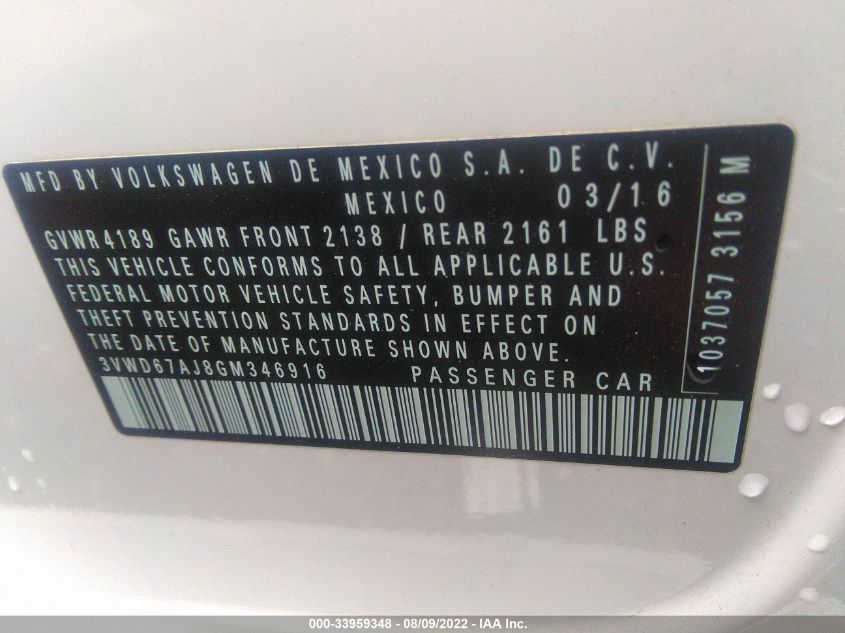 MFD BY VOLKSWAGEN DE MEXICO S.A. DE C.V.
MEXICO 03/16
GVWR 4189 GAWR FRONT 2138 / REAR 2161 LBS
THIS VEHICLE CONFORMS TO ALL APPLICABLE U.S.
FEDERAL MOTOR VEHICLE SAFETY, BUMPER AND
THEFT PREVENTION STANDARDS IN EFFECT ON
THE DATE OF MANUFACTURE SHOWN ABOVE.
3VWD67AJ8GM346916 PASSENGER CAR
1037057 3156 M
000-33959348 - 08/09/2022 - IAA Inc.